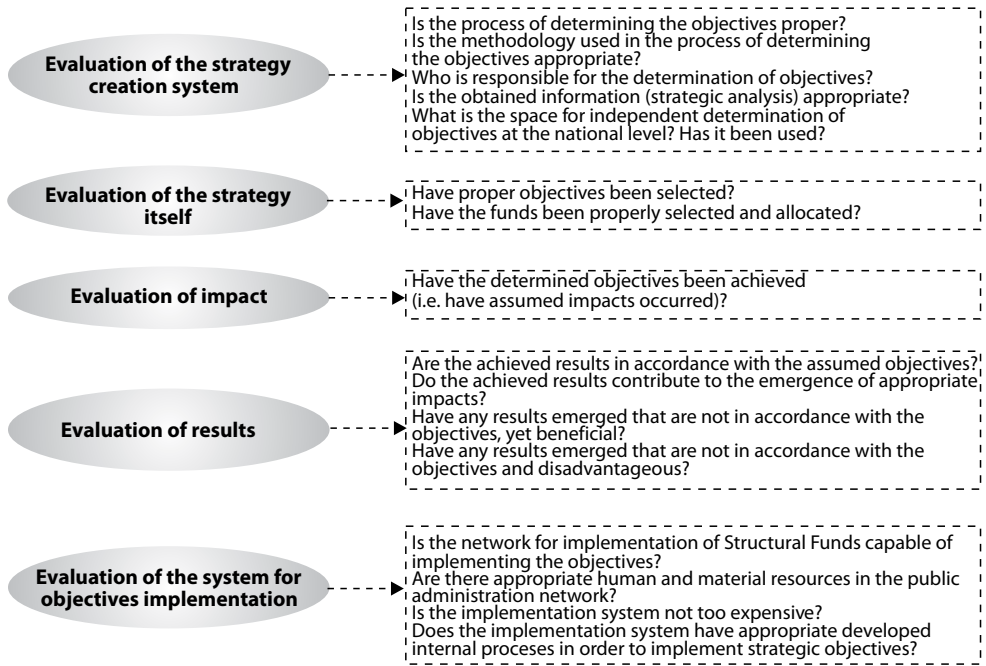 Evaluation of the strategy
creation system
Is the process of determining the objectives proper?
Is the methodology used in the process of determining
the objectives appropriate?
Who is responsible for the determination of objectives?
Is the obtained information (strategic analysis) appropriate?
What is the space for independent determination of
objectives at the national level? Has it been used?
Evaluation of the strategy
itself
Have proper objectives been selected?
Have the funds been properly selected and allocated?
Evaluation of impact
Have the determined objectives been achieved
(i.e. have assumed impacts occurred)?
Evaluation of results
Are the achieved results in accordance with the assumed objectives?
Do the achieved results contribute to the emergence of appropriate
impacts?
Have any results emerged that are not in accordance with the
objectives, yet beneficial?
Have any results emerged that are not in accordance with the
objectives and disadvantageous?
Evaluation of the system for
objectives implementation
Is the network for implementation of Structural Funds capable of
implementing the objectives?
Are there appropriate human and material resources in the public
administration network?
Is the implementation system not too expensive?
Does the implementation system have appropriate developed
internal proceses in order to implement strategic objectives?